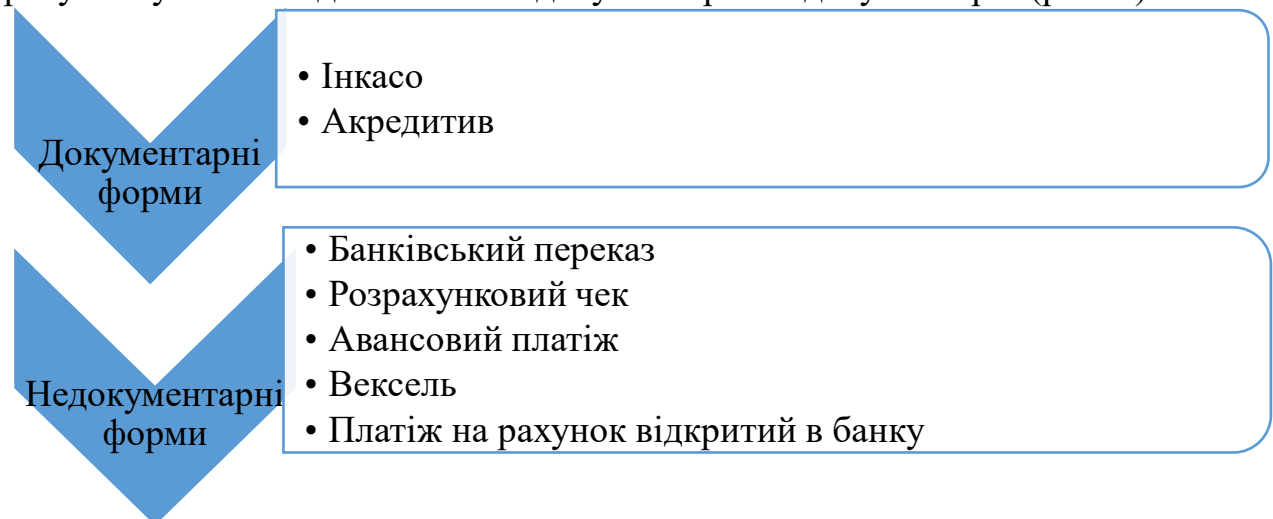 Документарні
форми
• Інкасо
• Акредитив
Недокументарні
форми
• Банківський переказ
• Розрахунковий чек
• Авансовий платіж
• Вексель
• Платіж на рахунок відкритий в банку